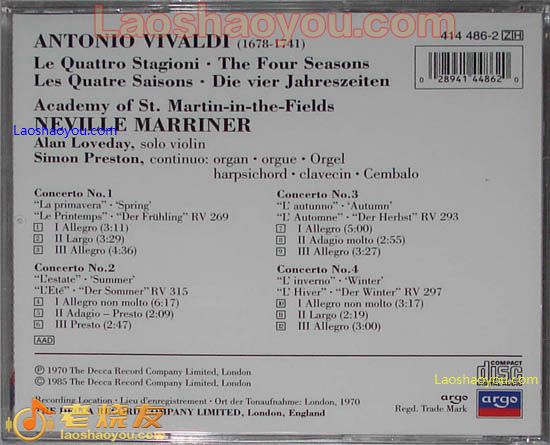 Laoshaoyou.com
ANTONIO VIVALDI (1678-1741)
414 486-2 ZH
Le Quattro Stagioni · The Four Seasons
Les Quatre Saisons · Die vier Jahreszeiten
0 28941 44862 0
Academy of St. Martin-in-the-Fields
NEVILLE MARRINER
Laoshaoyou.com
Alan Loveday, solo violin
Simon Preston, continuo: organ · orgue · Orgel
harpsichord · clavecin · Cembalo
Concerto No.1
"La primavera" · 'Spring'
"Le Printemps" · "Der Frühling" RV 269
1 I Allegro (3:11)
2 II Largo (3:29)
3 III Allegro (4:36)
Concerto No.2
"L'estate" · 'Summer'
"L'Eté" · "Der Sommer" RV 315
4 I Allegro non molto (6:17)
5 II Adagio – Presto (2:09)
6 III Presto (2:47)
Concerto No.3
"L' autunno" · 'Autumn'
"L' Automne" · "Der Herbst" RV 293
7 I Allegro (5:00)
8 II Adagio molto (2:55)
9 III Allegro (3:27)
Concerto No.4
"L' inverno" · 'Winter'
"L' Hiver" · "Der Winter" RV 297
10 I Allegro non molto (3:17)
11 II Largo (2:19)
12 III Allegro (3:00)
AAD
℗ 1970 The Decca Record Company Limited, London
© 1985 The Decca Record Company Limited, London
COMPACT
disc
DIGITAL AUDIO
Laoshaoyou.com
Recording Location · Lieu d'enregistrement · Ort der Tonaufnahme: London, 1970
THE DECCA RECORD COMPANY LIMITED, London, England
argo
Regd. Trade Mark
argo
老烧友
laoshaoyou.com